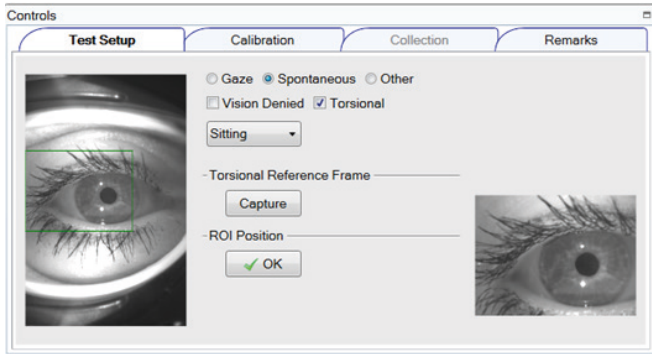 Controls
Test Setup Calibration Collection Remarks
Gaze Spontaneous Other
Vision Denied Torsional
Sitting
Torsional Reference Frame
Capture
ROI Position
OK